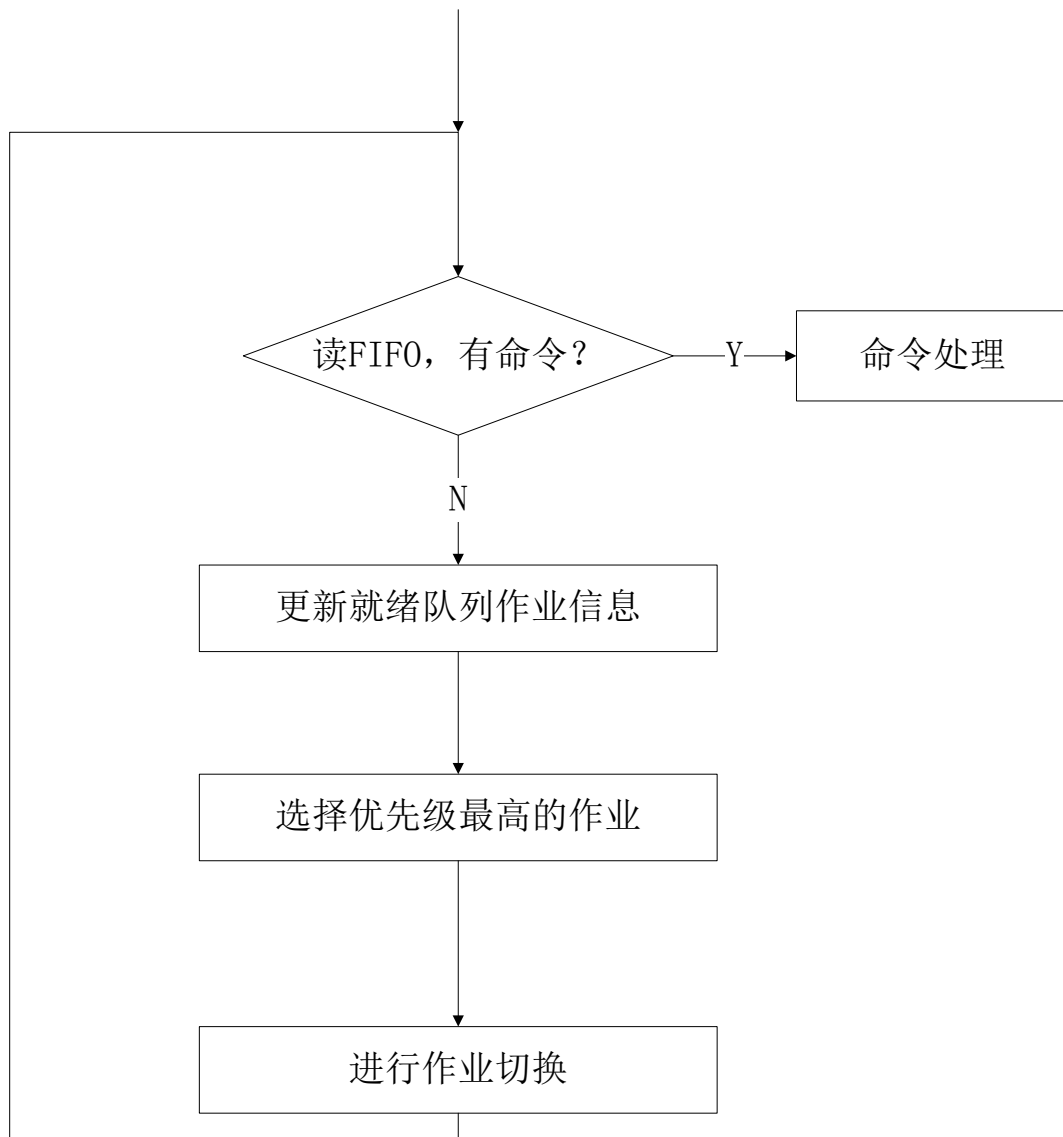 读FIFO，有命令？
Y
命令处理
N
更新就绪队列作业信息
选择优先级最高的作业
进行作业切换